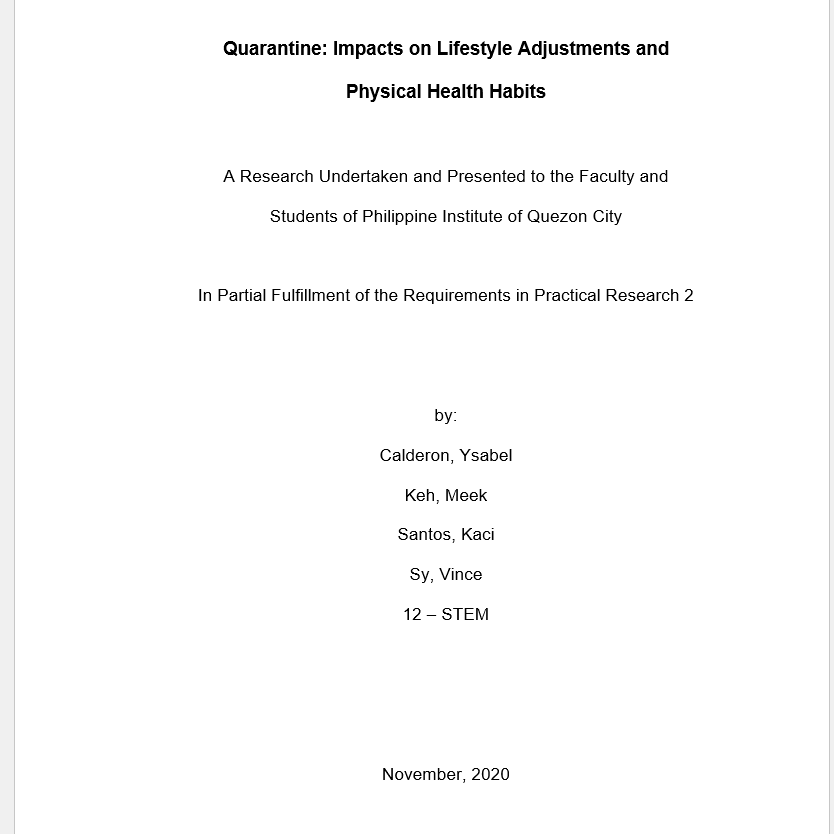 Quarantine: Impacts on Lifestyle Adjustments and
Physical Health Habits
A Research Undertaken and Presented to the Faculty and
Students of Philippine Institute of Quezon City
In Partial Fulfillment of the Requirements in Practical Research 2
by:
Calderon, Ysabel
Keh, Meek
Santos, Kaci
Sy, Vince
12 – STEM
November, 2020